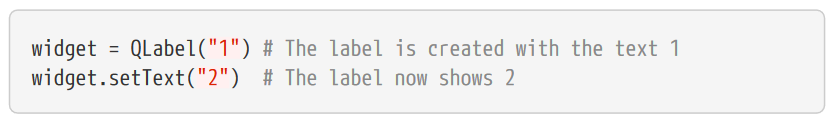 widget = QLabel("1") # The label is created with the text 1
widget.setText("2")  # The label now shows 2